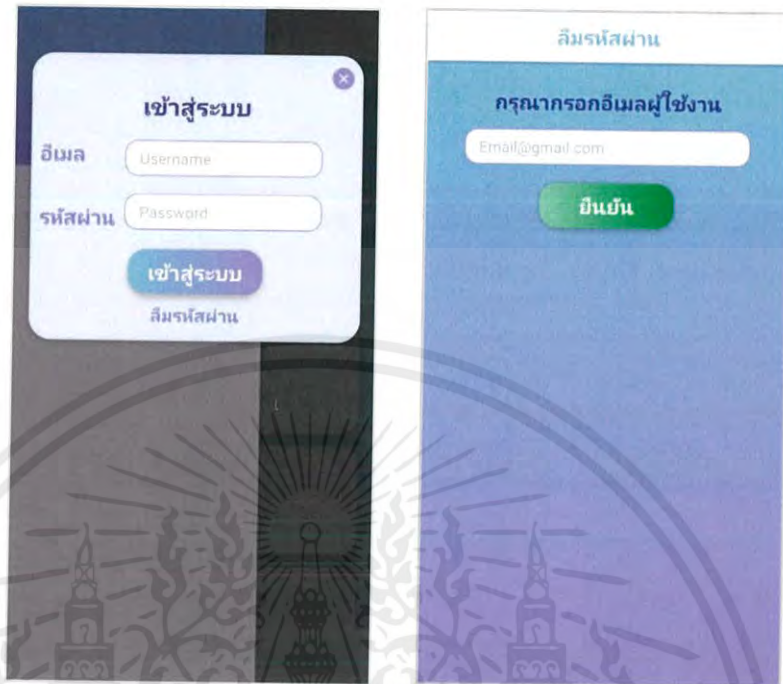 เข้าสู่ระบบ
อีเมล
Username
รหัสผ่าน
Password
เข้าสู่ระบบ
ลืมรหัสผ่าน
ลืมรหัสผ่าน
กรุณากรอกอีเมลผู้ใช้งาน
Email@gmail.com
ยืนยัน